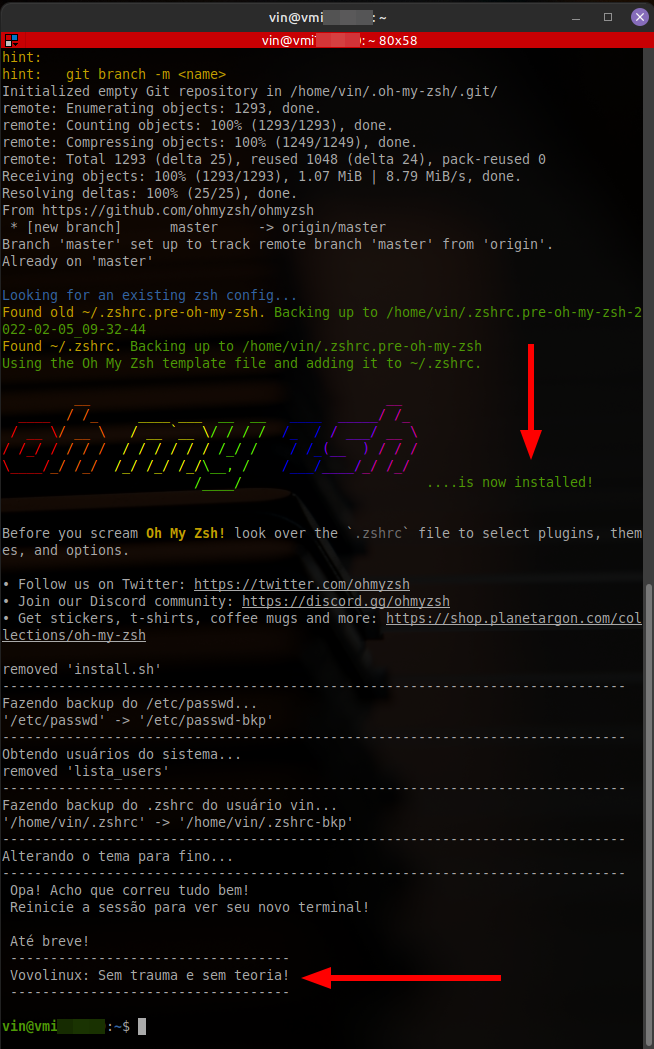 vin@vmi : ~
vin@vmi 0: ~ 80x58
hint:
hint:   git branch -m <name>
Initialized empty Git repository in /home/vin/.oh-my-zsh/.git/
remote: Enumerating objects: 1293, done.
remote: Counting objects: 100% (1293/1293), done.
remote: Compressing objects: 100% (1249/1249), done.
remote: Total 1293 (delta 25), reused 1048 (delta 24), pack-reused 0
Receiving objects: 100% (1293/1293), 1.07 MiB | 8.79 MiB/s, done.
Resolving deltas: 100% (25/25), done.
From https://github.com/ohmyzsh/ohmyzsh
 * [new branch]      master     -> origin/master
Branch 'master' set up to track remote branch 'master' from 'origin'.
Already on 'master'
Looking for an existing zsh config...
Found old ~/.zshrc.pre-oh-my-zsh. Backing up to /home/vin/.zshrc.pre-oh-my-zsh-2
022-02-05_09-32-44
Found ~/.zshrc. Backing up to /home/vin/.zshrc.pre-oh-my-zsh
Using the Oh My Zsh template file and adding it to ~/.zshrc.
oh my zsh
....is now installed!
Before you scream Oh My Zsh! look over the `.zshrc` file to select plugins, them
es, and options.
• Follow us on Twitter: https://twitter.com/ohmyzsh
• Join our Discord community: https://discord.gg/ohmyzsh
• Get stickers, t-shirts, coffee mugs and more: https://shop.planetargon.com/col
lections/oh-my-zsh
removed 'install.sh'
------------------------------------------------------------------------------
Fazendo backup do /etc/passwd...
'/etc/passwd' -> '/etc/passwd-bkp'
------------------------------------------------------------------------------
Obtendo usuários do sistema...
removed 'lista_users'
------------------------------------------------------------------------------
Fazendo backup do .zshrc do usuário vin...
'/home/vin/.zshrc' -> '/home/vin/.zshrc-bkp'
------------------------------------------------------------------------------
Alterando o tema para fino...
------------------------------------------------------------------------------
 Opa! Acho que correu tudo bem!
 Reinicie a sessão para ver seu novo terminal!
 Até breve!
 -----------------------------------
 Vovolinux: Sem trauma e sem teoria!
 -----------------------------------
vin@vmi :~$